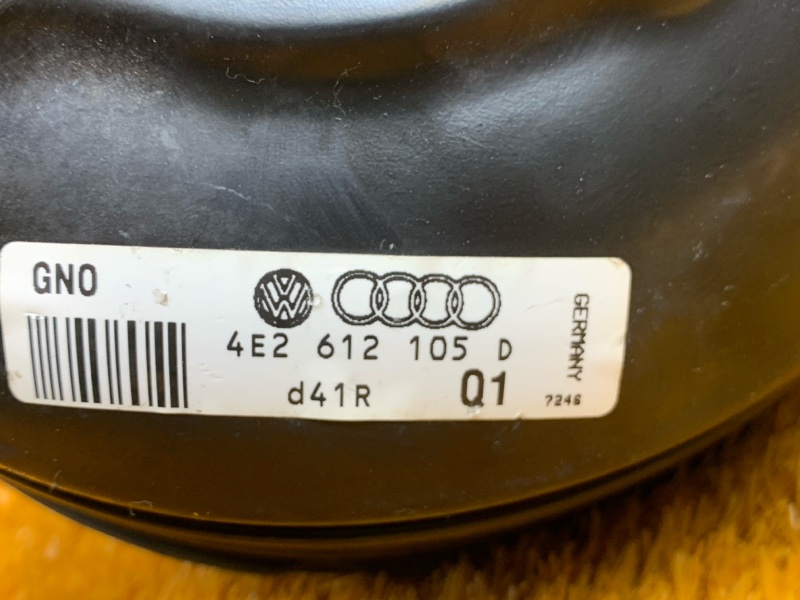 GNO
4E2 612 105 D
d41R Q1
GERMANY
7246